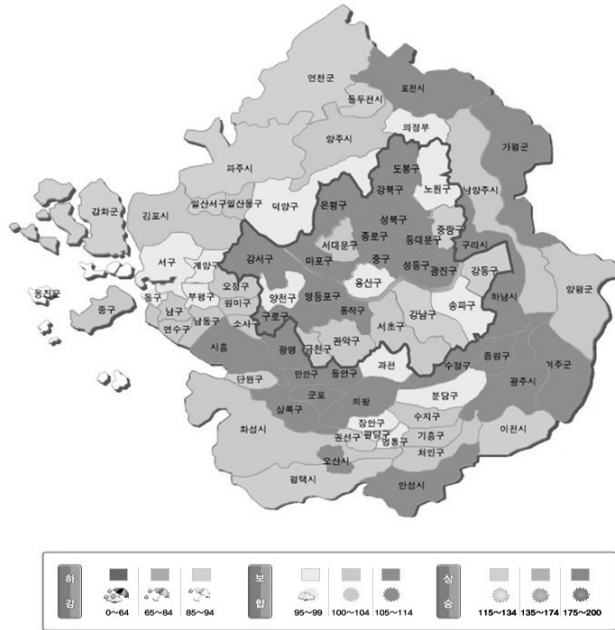 연천군
포천시
동두천시
의정부
양주시
가평군
파주시
도봉구
노원구
남양주시
강북구
덕양구
은평구
일산서구 일산동구
강화군
김포시
성북구
중랑구
서대문구
종로구
동대문구
구리시
서구
강서구
마포구
중구
성동구
광진구
강동구
계양구
용산구
양평군
오정구
양천구
영등포구
송파구
하남시
동구
부평구
원미구
중구
남구
구로구
동작구
강남구
서초구
연수구
남동구
소사구
시흥
광명
금천구
관악구
과천
수정구
중원구
여주군
만안구
동안구
광주시
단원구
군포
의왕
분당구
상록구
장안구
수지구
화성시
권선구
팔달구
영통구
기흥구
이천시
처인구
오산시
평택시
안성시
하강
0~64
65~84
85~94
보합
95~99
100~104
105~114
상승
115~134
135~174
175~200